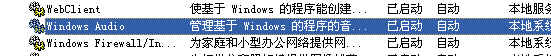 WebClient 使基于 Windows 的程序能创建... 已启动 自动 本地服
Windows Audio 管理基于 Windows 的程序的音... 已启动 自动 本地系
Windows Firewall/In... 为家庭和小型办公网络提供网... 已启动 自动 本地系